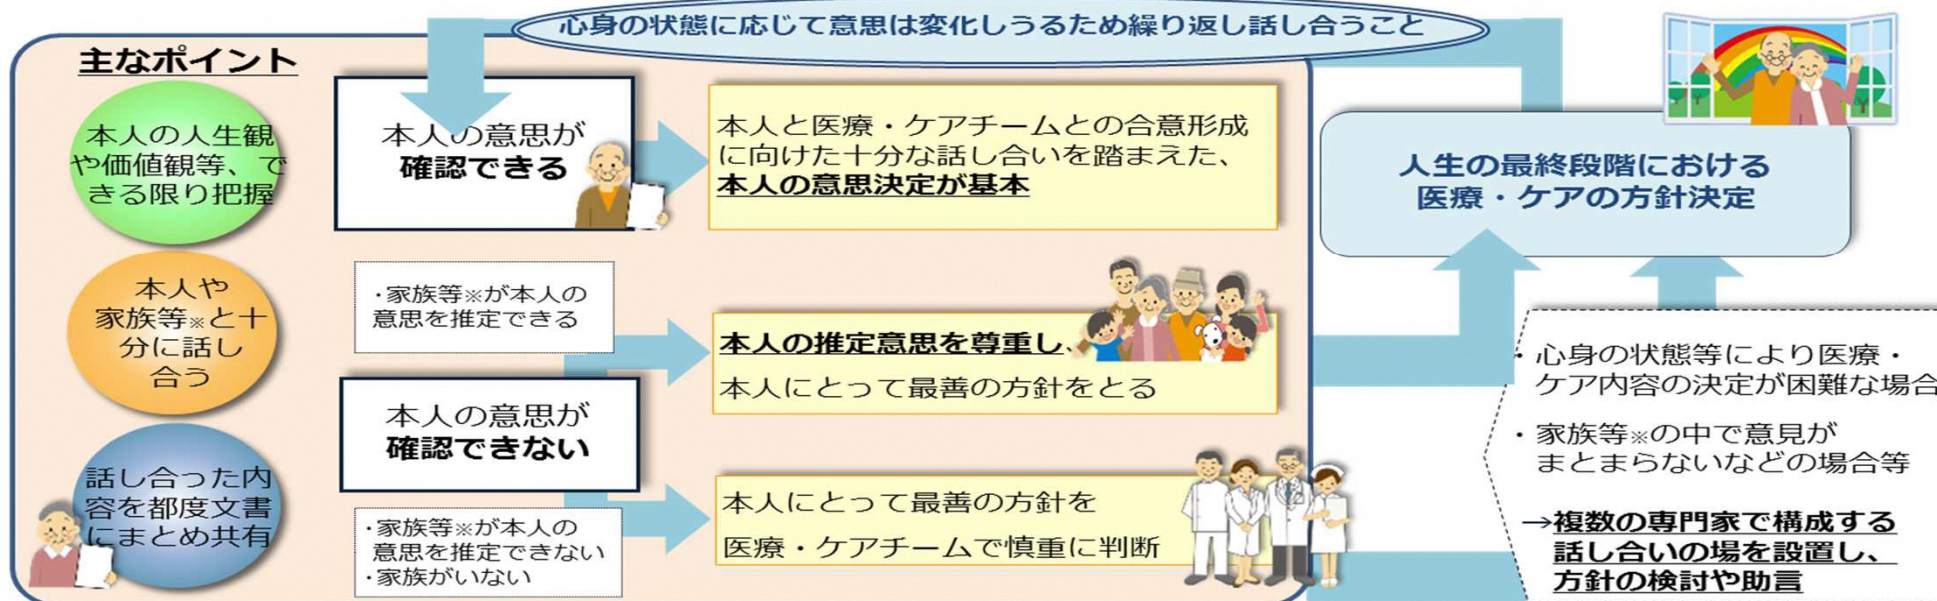 心身の状態に応じて意思は変化しうるため繰り返し話し合うこと
主なポイント
本人の人生観
や価値観等、で
きる限り把握
本人や
家族等※と十
分に話し
合う
話し合った内
容を都度文書
にまとめ共有
本人の意思が
確認できる
本人と医療・ケアチームとの合意形成
に向けた十分な話し合いを踏まえた、
本人の意思決定が基本
・家族等※が本人の
意思を推定できる
本人の推定意思を尊重し、
本人にとって最善の方針をとる
本人の意思が
確認できない
・家族等※が本人の
意思を推定できない
・家族がいない
本人にとって最善の方針を
医療・ケアチームで慎重に判断
人生の最終段階における
医療・ケアの方針決定
・心身の状態等により医療・
ケア内容の決定が困難な場合
・家族等※の中で意見が
まとまらないなどの場合等
→複数の専門家で構成する
話し合いの場を設置し、
方針の検討や助言